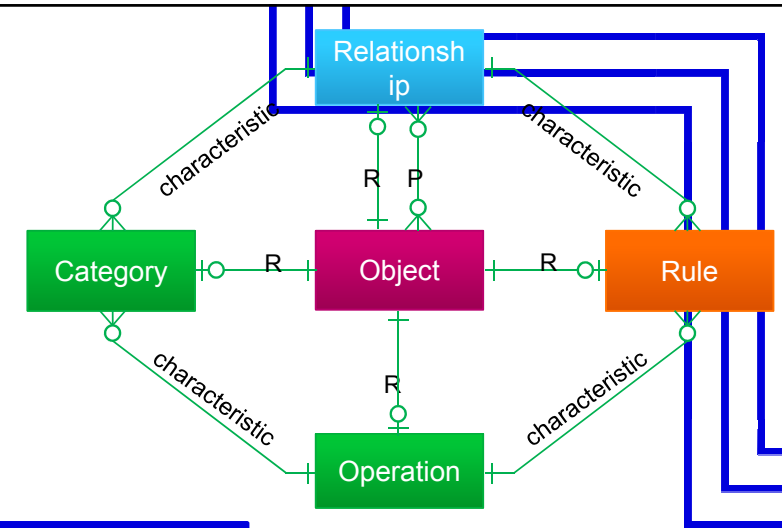 Relationsh
ip
characteristic
characteristic
R
P
Category
R
Object
R
Rule
characteristic
R
characteristic
Operation